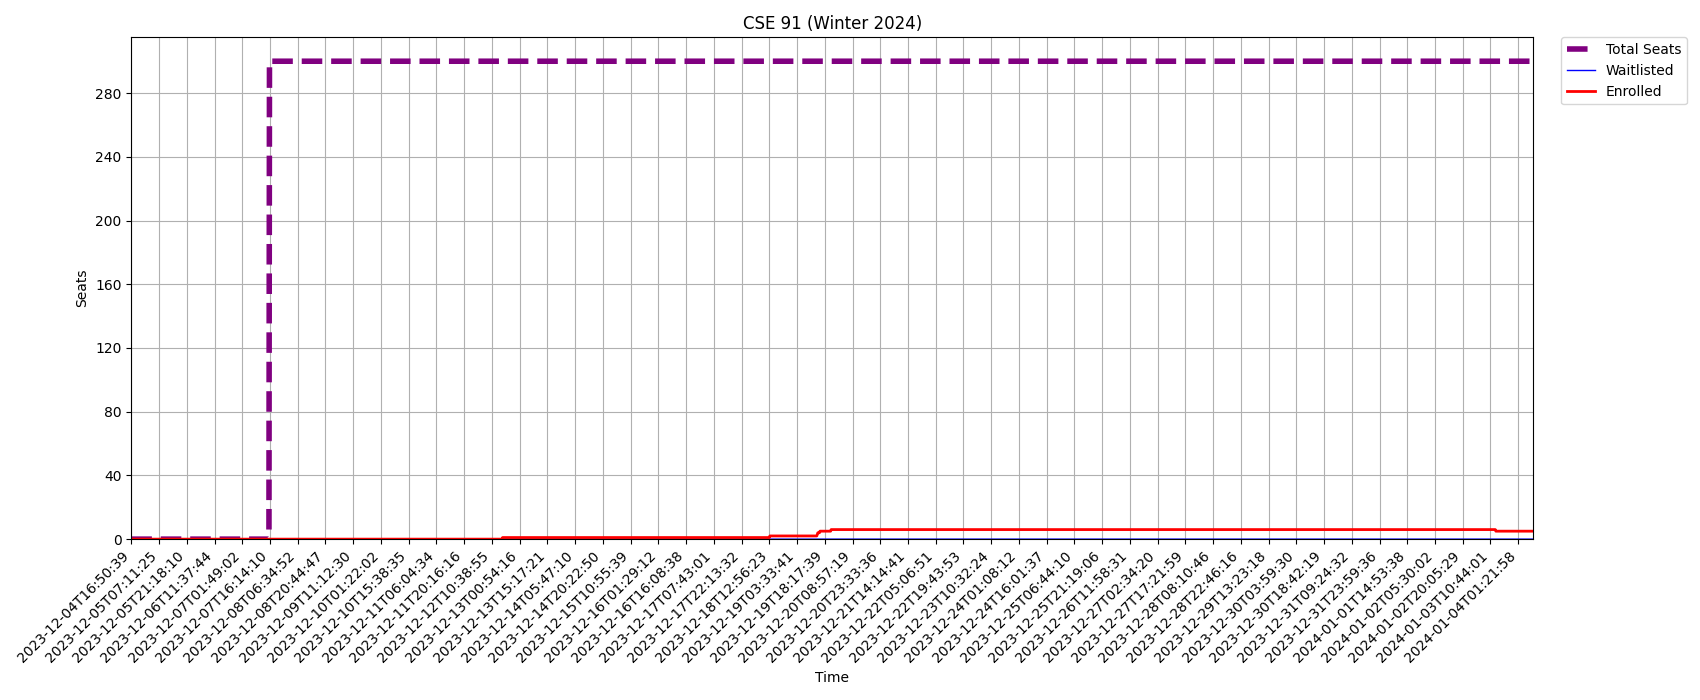 CSE 91 (Winter 2024)
Total Seats
Waitlisted
Enrolled
Seats
280
240
200
160
120
80
40
0
2023-12-04T16:50:39
2023-12-05T07:11:25
2023-12-05T21:18:10
2023-12-06T11:37:44
2023-12-07T01:49:02
2023-12-07T16:14:10
2023-12-08T06:34:52
2023-12-08T20:44:47
2023-12-09T11:12:30
2023-12-10T01:22:02
2023-12-10T15:38:35
2023-12-11T06:04:34
2023-12-11T20:16:16
2023-12-12T10:38:55
2023-12-13T00:54:16
2023-12-13T15:17:21
2023-12-14T05:47:10
2023-12-14T20:22:50
2023-12-15T10:55:39
2023-12-16T01:29:12
2023-12-16T16:08:38
2023-12-17T07:43:01
2023-12-17T22:13:32
2023-12-18T12:56:23
2023-12-19T03:33:41
2023-12-19T18:17:39
2023-12-20T08:57:19
2023-12-20T23:33:36
2023-12-21T14:14:41
2023-12-22T05:06:51
2023-12-22T19:43:53
2023-12-23T10:32:24
2023-12-24T01:08:12
2023-12-24T16:01:37
2023-12-25T06:44:10
2023-12-25T21:19:06
2023-12-26T11:58:31
2023-12-27T02:34:20
2023-12-27T17:21:59
2023-12-28T08:10:46
2023-12-28T22:46:16
2023-12-29T13:23:18
2023-12-30T03:59:30
2023-12-30T18:42:19
2023-12-31T09:24:32
2023-12-31T23:59:36
2024-01-01T14:53:38
2024-01-02T05:30:02
2024-01-02T20:05:29
2024-01-03T10:44:01
2024-01-04T01:21:58
Time